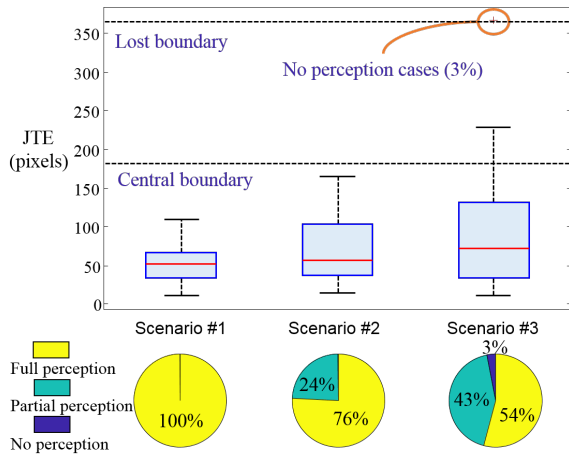 350
Lost boundary
300
No perception cases (3%)
250
JTE
(pixels)
200
Central boundary
150
100
50
0
Scenario #1
Scenario #2
Scenario #3
3%
Full perception
Partial perception
No perception
100%
24%
76%
43%
54%